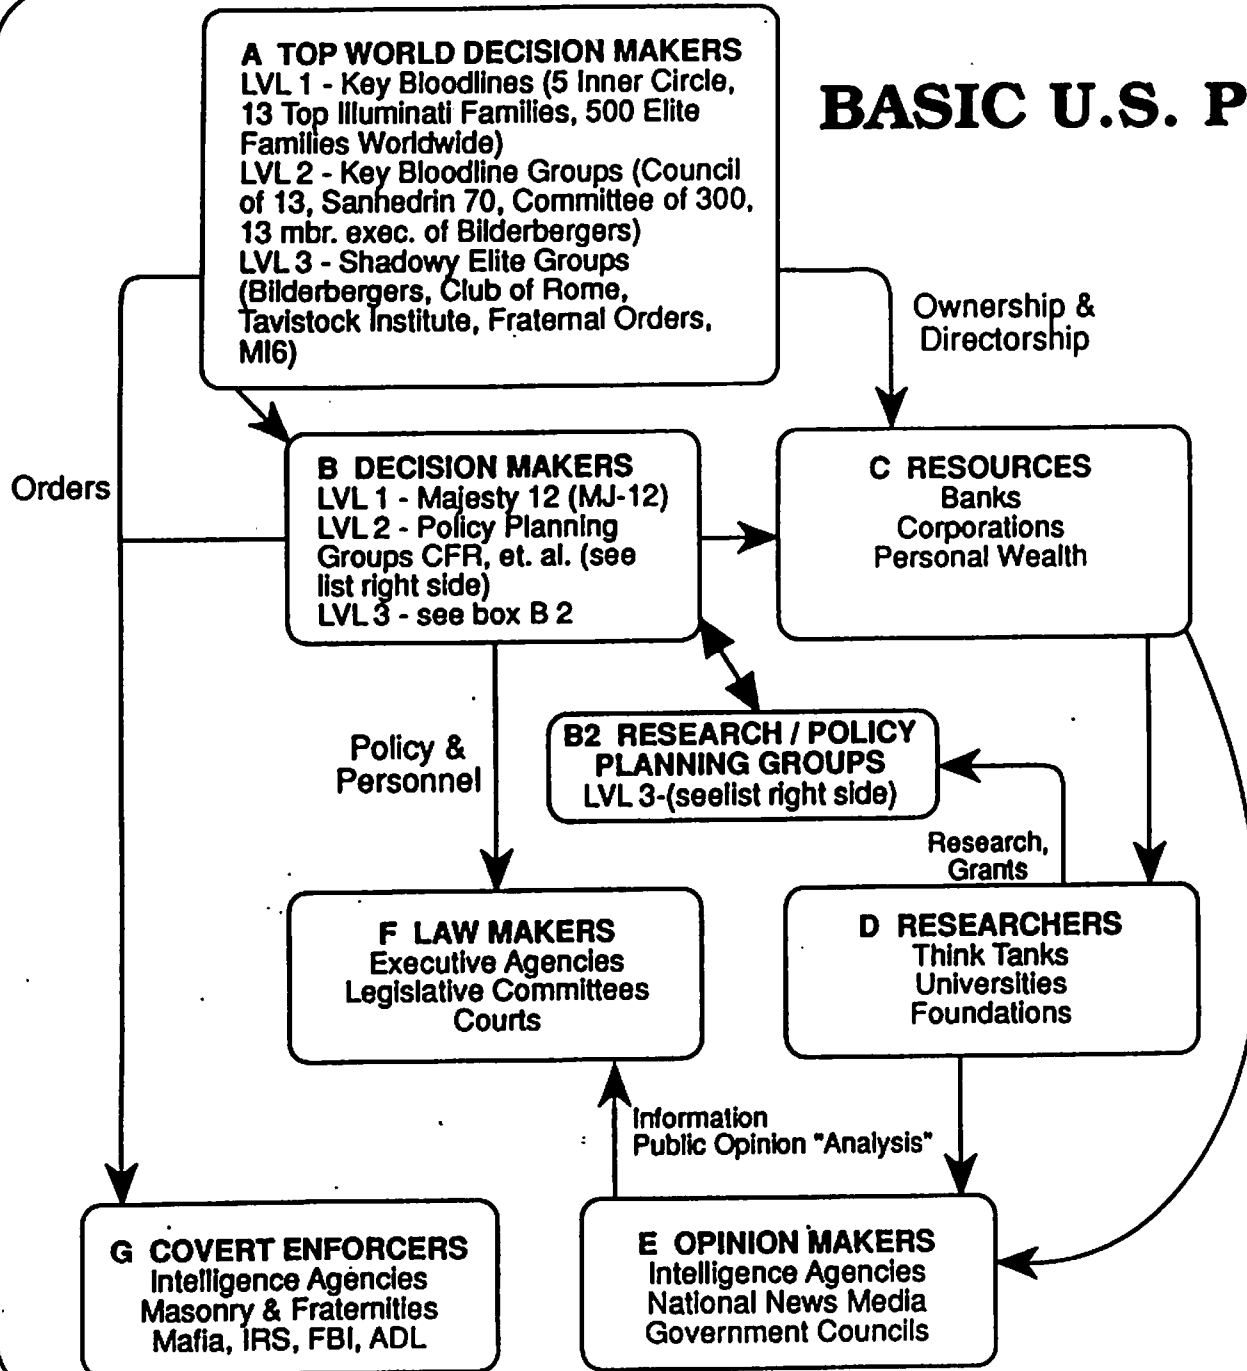 A TOP WORLD DECISION MAKERS
LVL 1 - Key Bloodlines (5 Inner Circle,
13 Top Illuminati Families, 500 Elite
Families Worldwide)
LVL 2 - Key Bloodline Groups (Council
of 13, Sanhedrin 70, Committee of 300,
13 mbr. exec. of Bilderbergers)
LVL 3 - Shadowy Elite Groups
(Bilderbergers, Club of Rome,
Tavistock Institute, Fraternal Orders,
MI6)
BASIC U.S. P
Ownership &
Directorship
Orders
B DECISION MAKERS
LVL 1 - Majesty 12 (MJ-12)
LVL 2 - Policy Planning
Groups CFR, et. al. (see
list right side)
LVL 3 - see box B 2
C RESOURCES
Banks
Corporations
Personal Wealth
Policy &
Personnel
B2 RESEARCH / POLICY
PLANNING GROUPS
LVL 3-(seelist right side)
Research,
Grants
F LAW MAKERS
Executive Agencies
Legislative Committees
Courts
D RESEARCHERS
Think Tanks
Universities
Foundations
Information
Public Opinion "Analysis"
G COVERT ENFORCERS
Intelligence Agencies
Masonry & Fraternities
Mafia, IRS, FBI, ADL
E OPINION MAKERS
Intelligence Agencies
National News Media
Government Councils